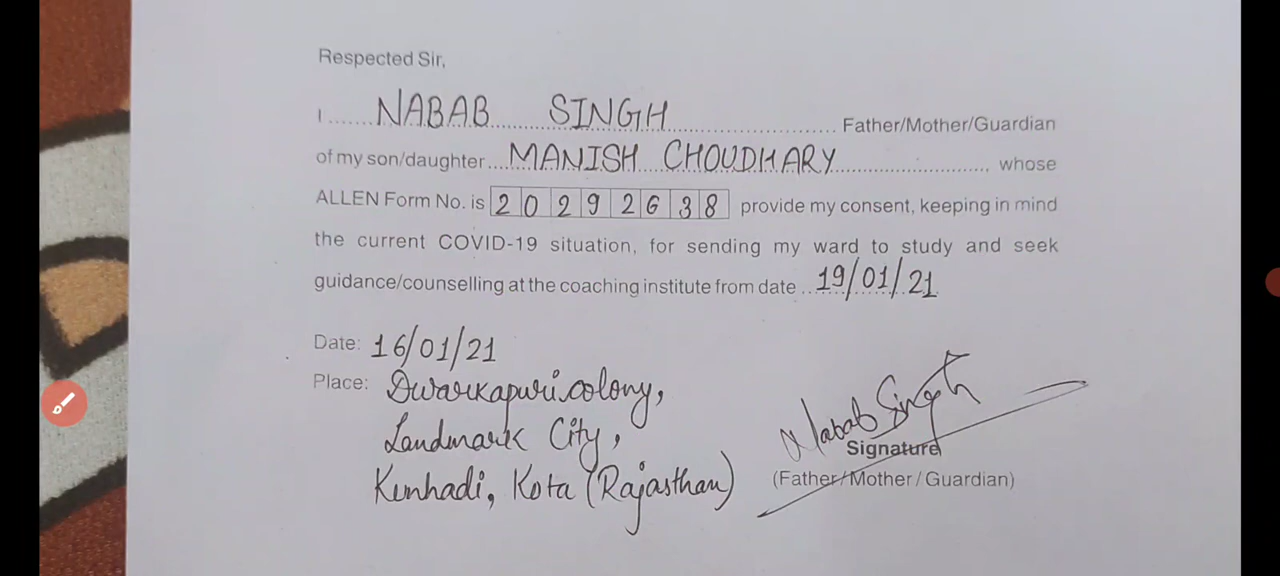 Respected Sir,
I ......NABAB SINGH........................ Father/Mother/Guardian
of my son/daughter ....MANISH CHOUDHARY........................ whose
ALLEN Form No. is 20292638 provide my consent, keeping in mind
the current COVID-19 situation, for sending my ward to study and seek
guidance/counselling at the coaching institute from date ...19/01/21
Date: 16/01/21
Place: Dwarkapuri colony,
Landmark City,
Kunhadi, Kota (Rajasthan)
Nabab Singh
Signature
(Father/Mother / Guardian)